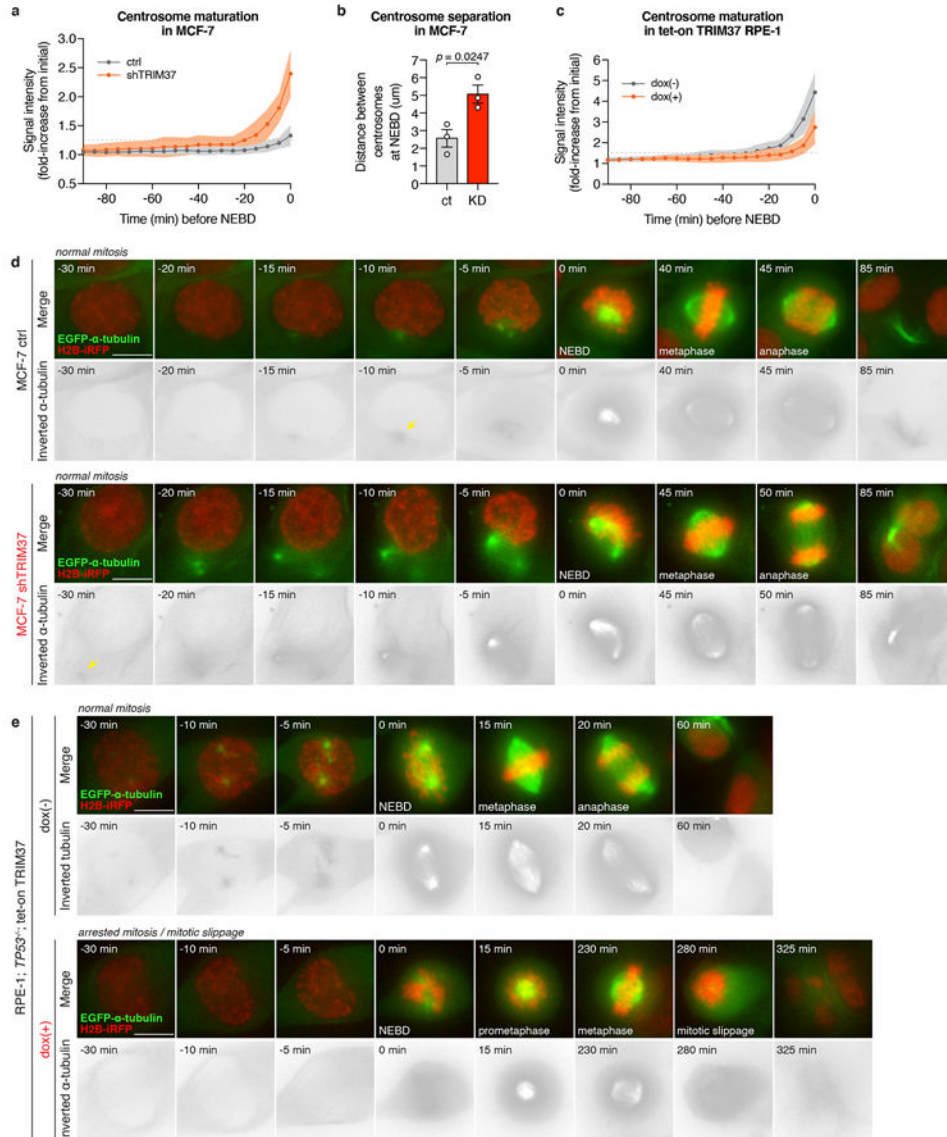 a
Centrosome maturation
in MCF-7
Signal intensity
(fold-increase from initial)
3.0
2.5
2.0
1.5
1.0
0.5
ctrl
shTRIM37
-80 -60 -40 -20 0
Time (min) before NEBD
b
Centrosome separation
in MCF-7
p = 0.0247
Distance between
centrosomes
at NEBD (um)
7
6
5
4
3
2
1
0
ct KD
c
Centrosome maturation
in tet-on TRIM37 RPE-1
Signal intensity
(fold-increase from initial)
6
5
4
3
2
1
0
dox(-)
dox(+)
-80 -60 -40 -20 0
Time (min) before NEBD
d
MCF-7 ctrl
normal mitosis
Merge
-30 min -20 min -15 min -10 min -5 min 0 min 40 min 45 min 85 min
EGFP-α-tubulin
H2B-iRFP
NEBD metaphase anaphase
Inverted α-tubulin
-30 min -20 min -15 min -10 min -5 min 0 min 40 min 45 min 85 min
MCF-7 shTRIM37
normal mitosis
Merge
-30 min -20 min -15 min -10 min -5 min 0 min 45 min 50 min 85 min
EGFP-α-tubulin
H2B-iRFP
NEBD metaphase anaphase
Inverted α-tubulin
-30 min -20 min -15 min -10 min -5 min 0 min 45 min 50 min 85 min
e
RPE-1; TP53-/-; tet-on TRIM37
dox(-)
normal mitosis
Merge
-30 min -10 min -5 min 0 min 15 min 20 min 60 min
EGFP-α-tubulin
H2B-iRFP
NEBD metaphase anaphase
Inverted tubulin
-30 min -10 min -5 min 0 min 15 min 20 min 60 min
dox(+)
arrested mitosis / mitotic slippage
Merge
-30 min -10 min -5 min 0 min 15 min 230 min 280 min 325 min
EGFP-α-tubulin
H2B-iRFP
NEBD prometaphase metaphase mitotic slippage
Inverted α-tubulin
-30 min -10 min -5 min 0 min 15 min 230 min 280 min 325 min